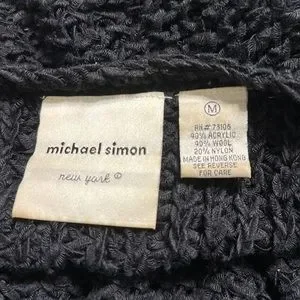 michael simon
new york ©
M
RN# 73106
40% ACRYLIC
40% WOOL
20% NYLON
MADE IN HONG KONG
SEE REVERSE
FOR CARE